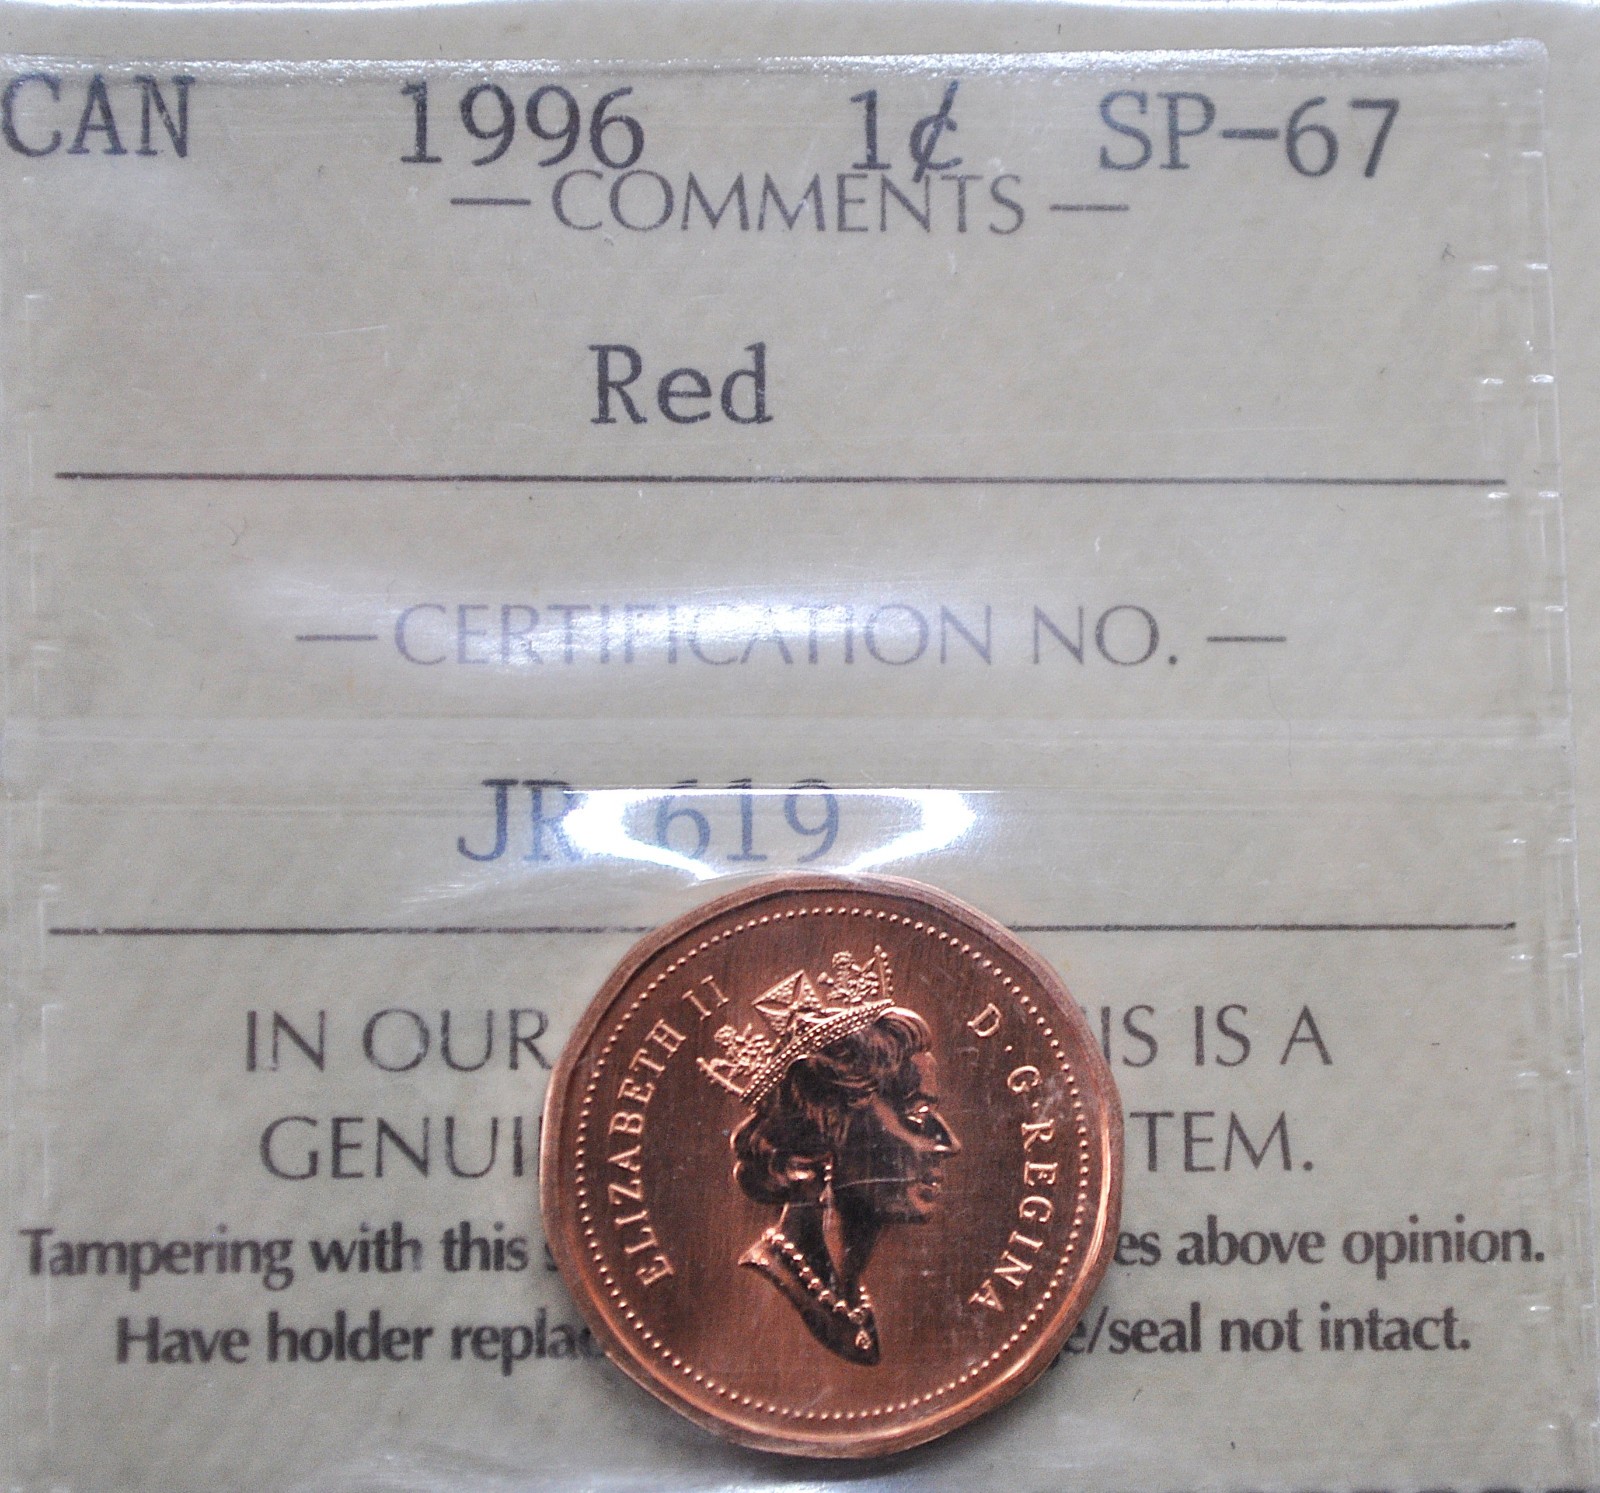 CAN 1996 1¢ SP-67
— COMMENTS —
Red
— CERTIFICATION NO. —
JR 619
IN OUR IS IS A
GENUI TEM.
Tampering with this es above opinion.
Have holder replac e/seal not intact.
ELIZABETH II D·G·REGINA